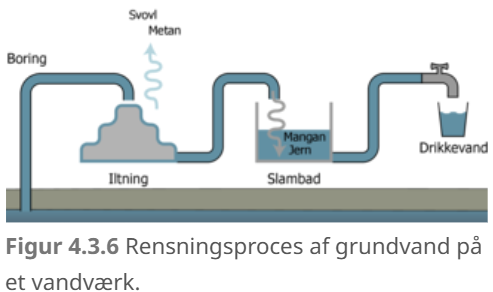 Svovl
Metan
Boring
Mangan
Jern
Drikkevand
Iltning
Slambad
Figur 4.3.6 Rensningsproces af grundvand på
et vandværk.